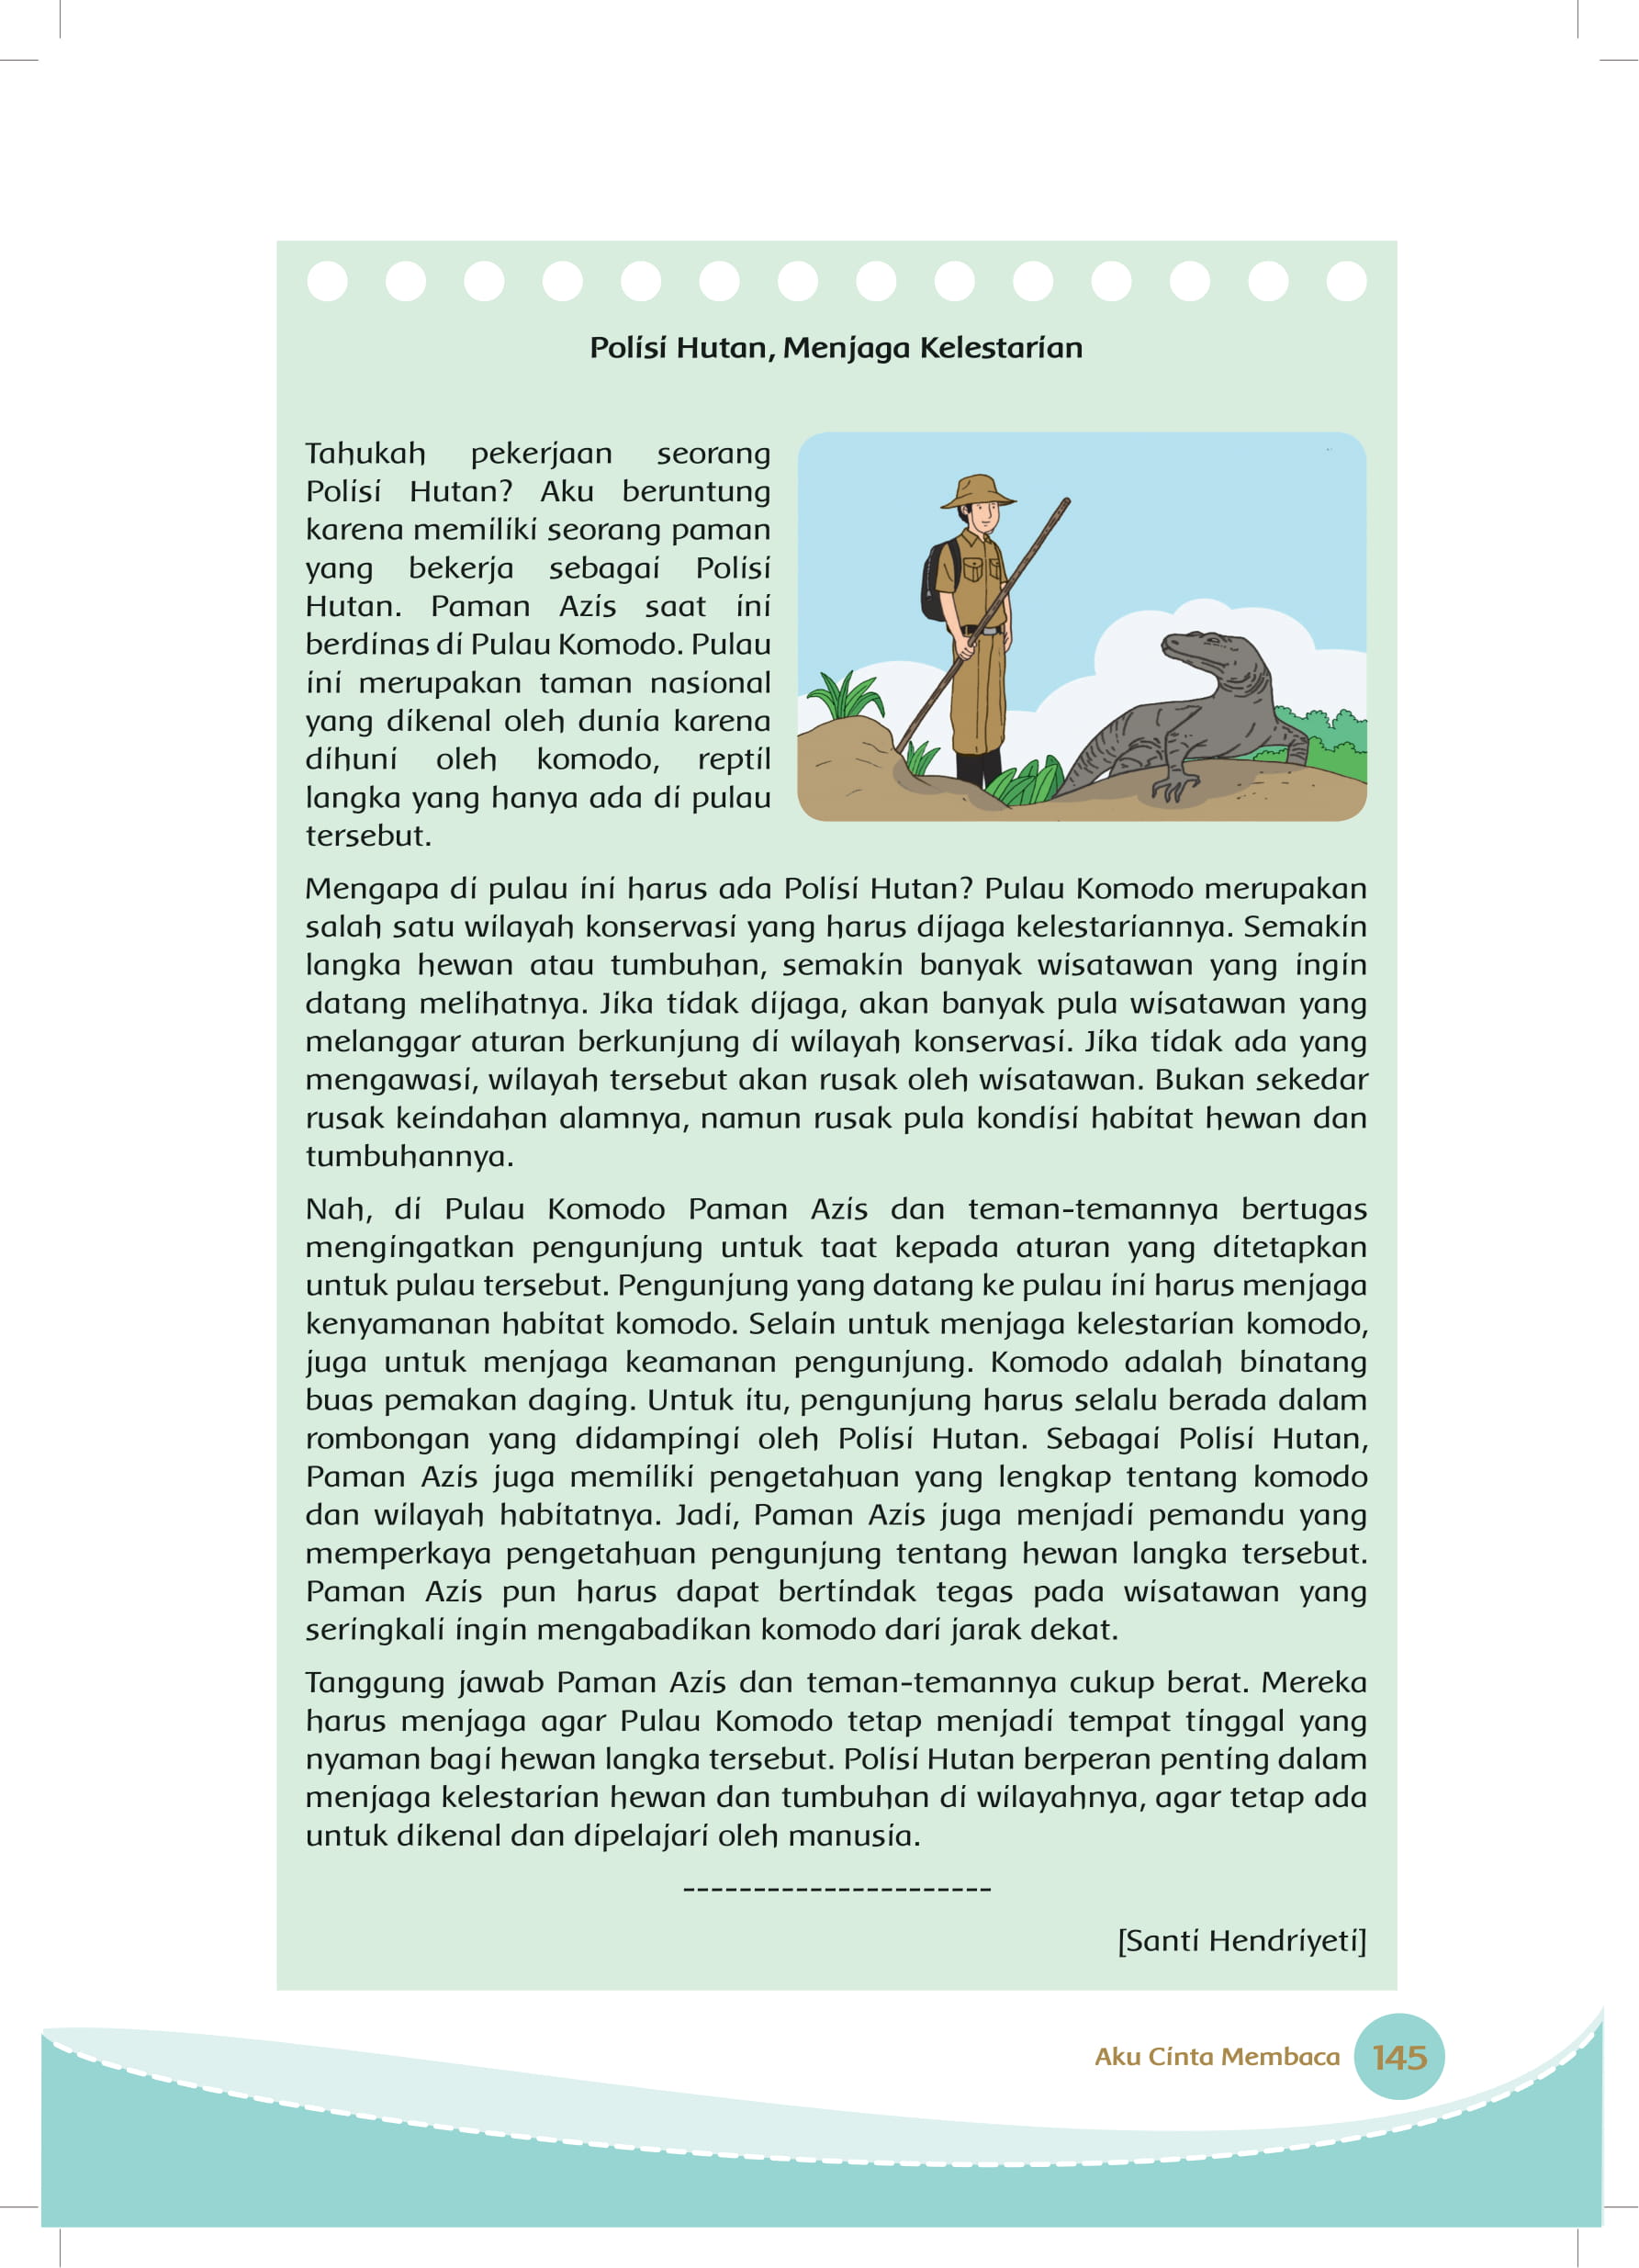 Polisi Hutan, Menjaga Kelestarian
Tahukah pekerjaan seorang
Polisi Hutan? Aku beruntung
karena memiliki seorang paman
yang bekerja sebagai Polisi
Hutan. Paman Azis saat ini
berdinas di Pulau Komodo. Pulau
ini merupakan taman nasional
yang dikenal oleh dunia karena
dihuni oleh komodo, reptil
langka yang hanya ada di pulau
tersebut.
Mengapa di pulau ini harus ada Polisi Hutan? Pulau Komodo merupakan
salah satu wilayah konservasi yang harus dijaga kelestariannya. Semakin
langka hewan atau tumbuhan, semakin banyak wisatawan yang ingin
datang melihatnya. Jika tidak dijaga, akan banyak pula wisatawan yang
melanggar aturan berkunjung di wilayah konservasi. Jika tidak ada yang
mengawasi, wilayah tersebut akan rusak oleh wisatawan. Bukan sekedar
rusak keindahan alamnya, namun rusak pula kondisi habitat hewan dan
tumbuhannya.
Nah, di Pulau Komodo Paman Azis dan teman-temannya bertugas
mengingatkan pengunjung untuk taat kepada aturan yang ditetapkan
untuk pulau tersebut. Pengunjung yang datang ke pulau ini harus menjaga
kenyamanan habitat komodo. Selain untuk menjaga kelestarian komodo,
juga untuk menjaga keamanan pengunjung. Komodo adalah binatang
buas pemakan daging. Untuk itu, pengunjung harus selalu berada dalam
rombongan yang didampingi oleh Polisi Hutan. Sebagai Polisi Hutan,
Paman Azis juga memiliki pengetahuan yang lengkap tentang komodo
dan wilayah habitatnya. Jadi, Paman Azis juga menjadi pemandu yang
memperkaya pengetahuan pengunjung tentang hewan langka tersebut.
Paman Azis pun harus dapat bertindak tegas pada wisatawan yang
seringkali ingin mengabadikan komodo dari jarak dekat.
Tanggung jawab Paman Azis dan teman-temannya cukup berat. Mereka
harus menjaga agar Pulau Komodo tetap menjadi tempat tinggal yang
nyaman bagi hewan langka tersebut. Polisi Hutan berperan penting dalam
menjaga kelestarian hewan dan tumbuhan di wilayahnya, agar tetap ada
untuk dikenal dan dipelajari oleh manusia.
----------------------
[Santi Hendriyeti]
Aku Cinta Membaca 145